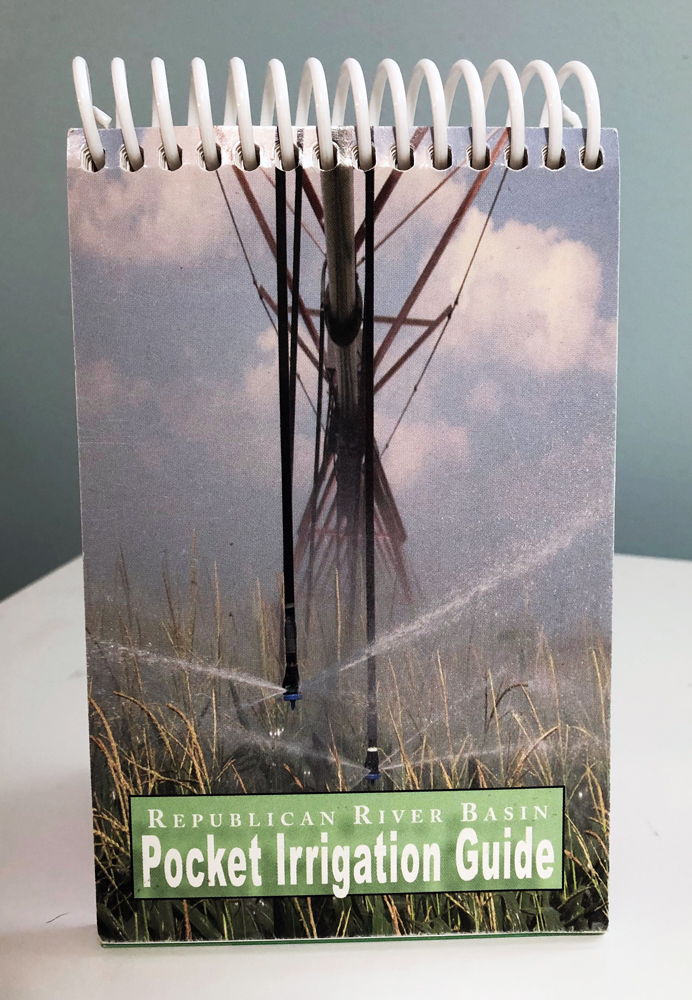 Republican River Basin
Pocket Irrigation Guide